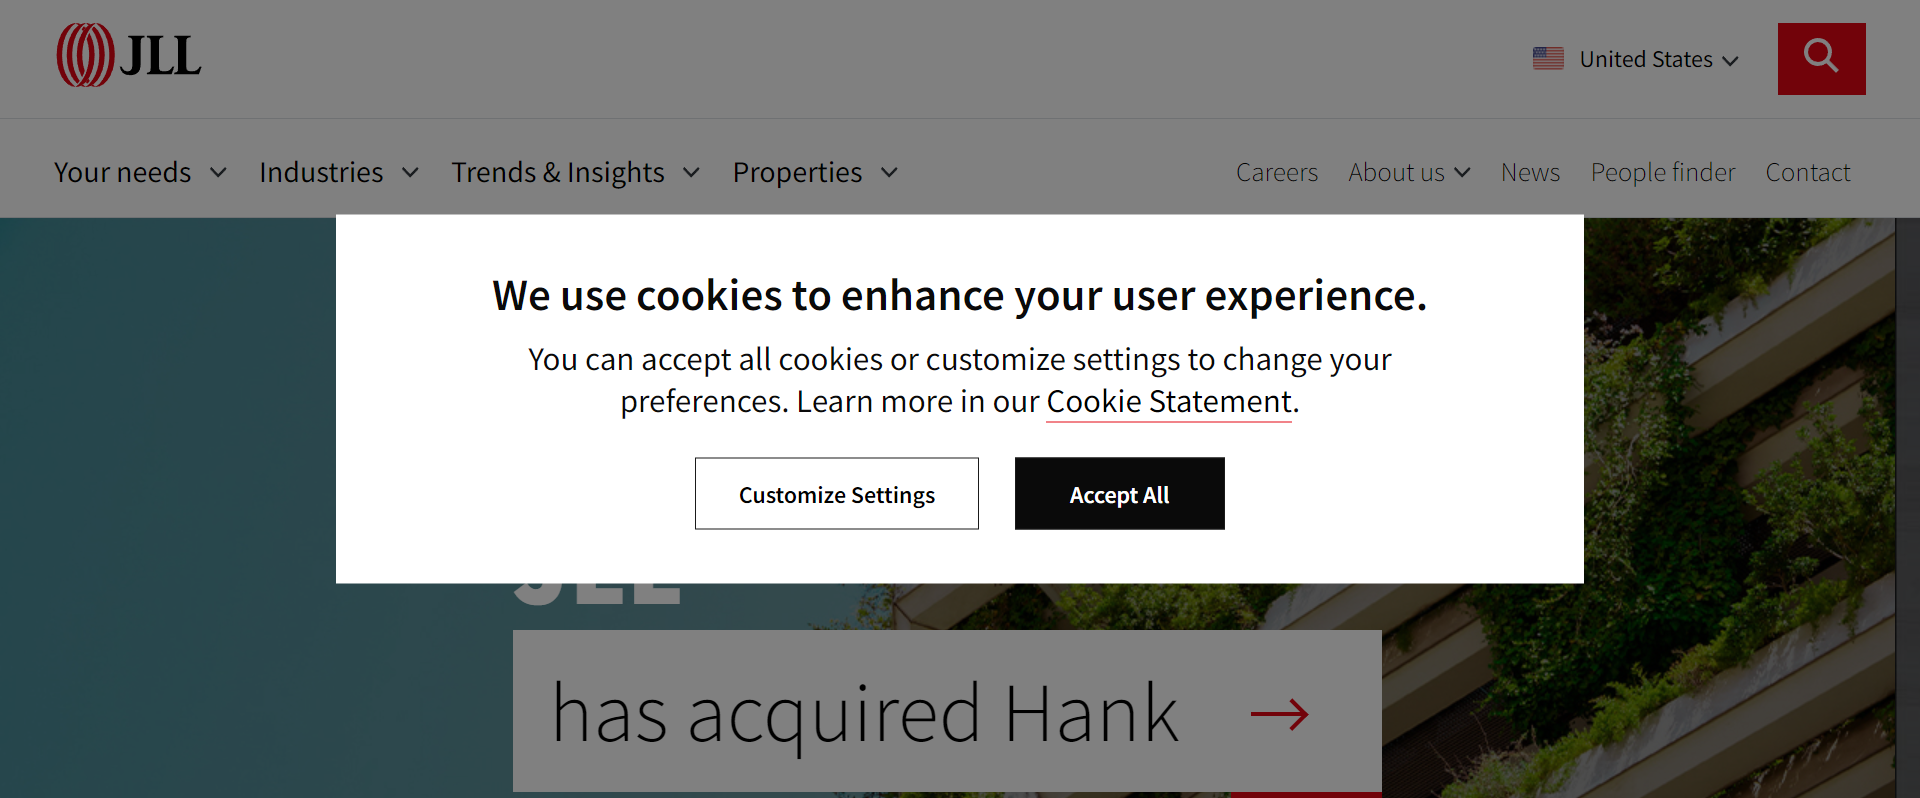 JLL
United States
Your needs
Industries
Trends & Insights
Properties
Careers
About us
News
People finder
Contact
We use cookies to enhance your user experience.
You can accept all cookies or customize settings to change your
preferences. Learn more in our Cookie Statement.
Customize Settings
Accept All
JLL
has acquired Hank